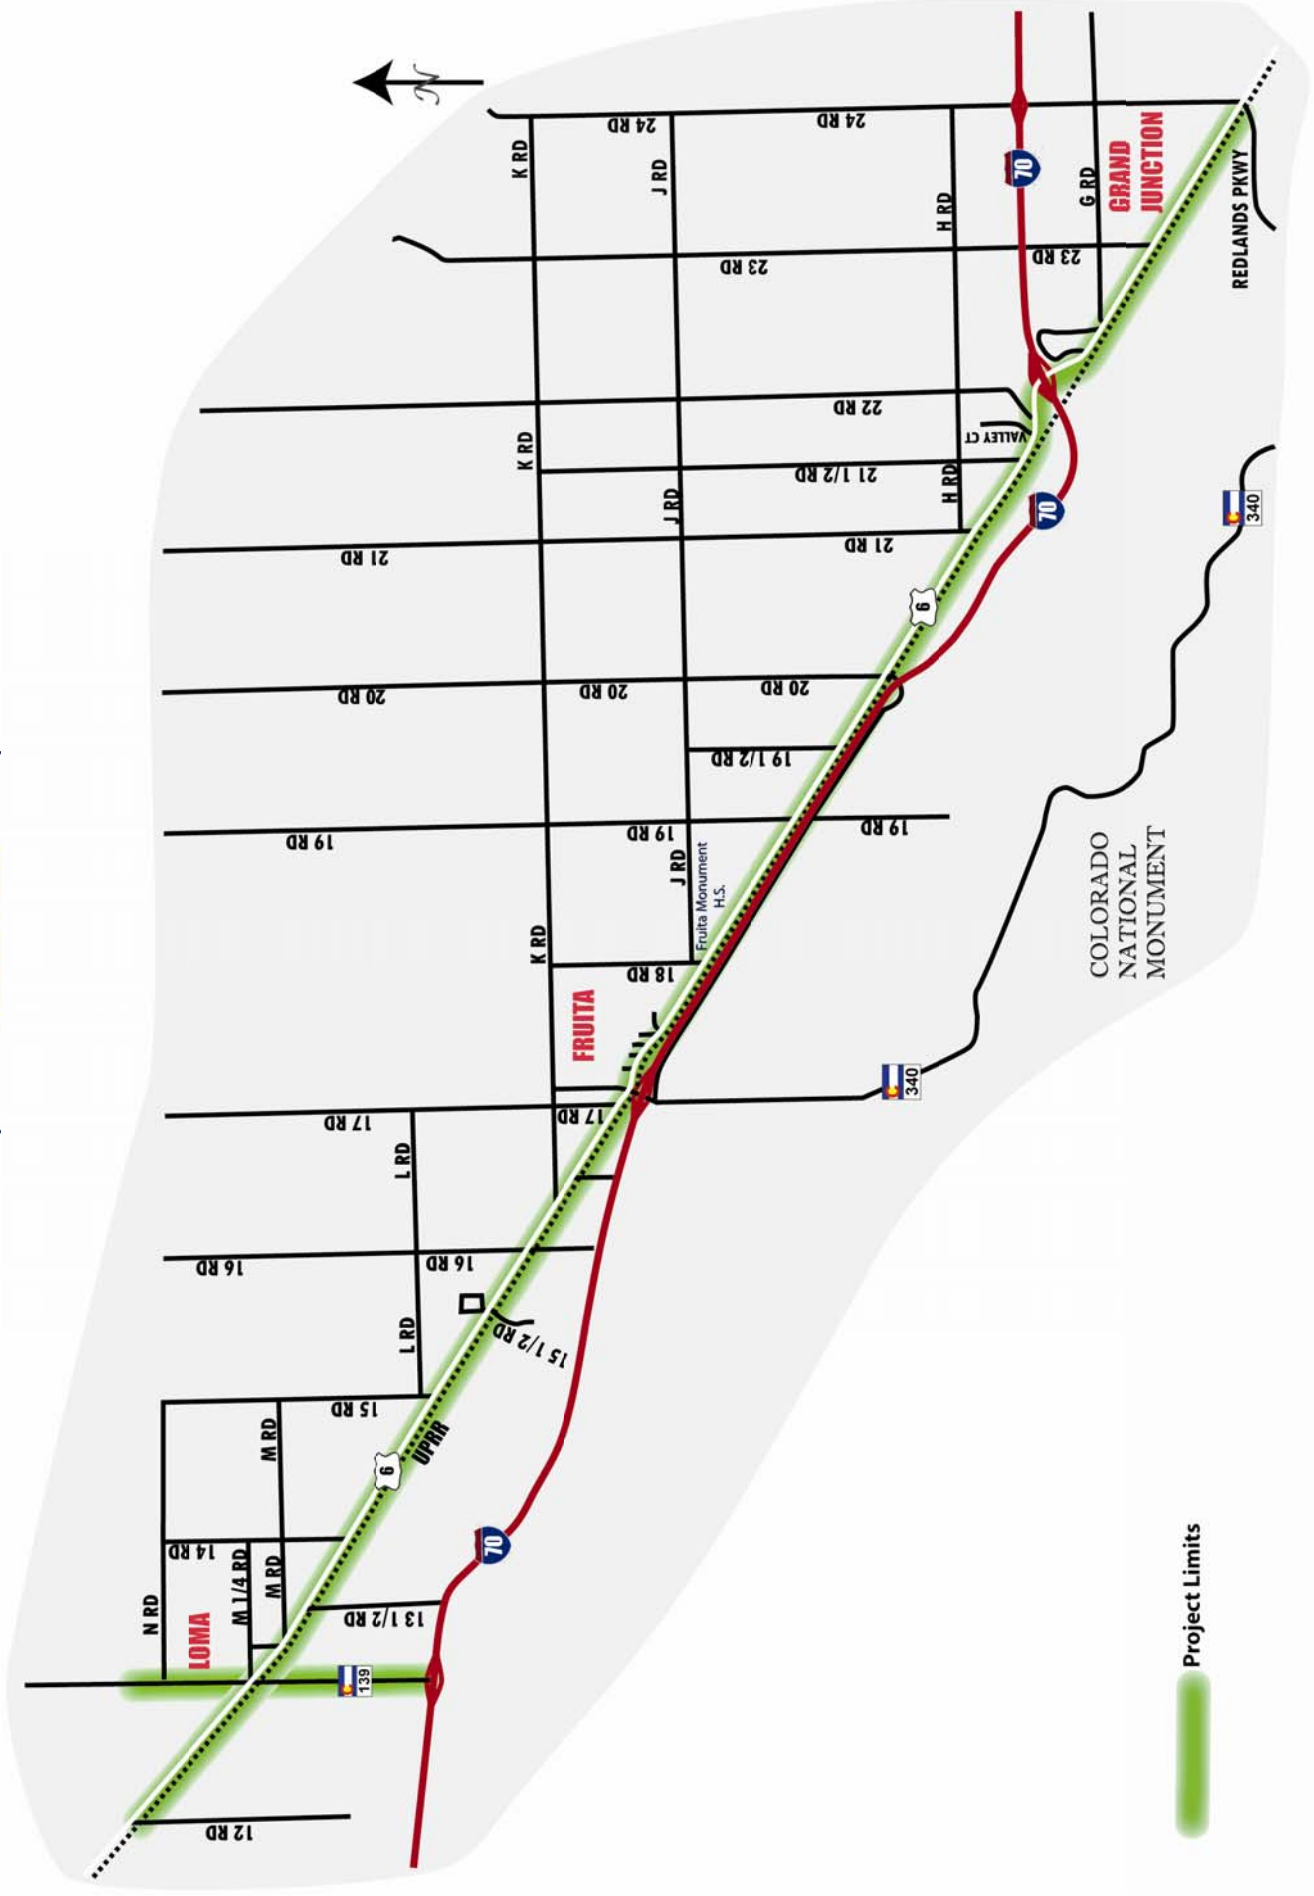 N
24 RD
24 RD
K RD
J RD
H RD
70
G RD
GRAND
JUNCTION
REDLANDS PKWY
23 RD
23 RD
22 RD
VALLEY CT
K RD
J RD
21 1/2 RD
H RD
70
340
21 RD
21 RD
6
20 RD
20 RD
20 RD
19 1/2 RD
19 RD
19 RD
19 RD
J RD
Fruita Monument
H.S.
COLORADO
NATIONAL
MONUMENT
K RD
18 RD
FRUITA
340
17 RD
17 RD
L RD
16 RD
16 RD
L RD
15 1/2 RD
15 RD
M RD
6
UPRR
70
14 RD
M 1/4 RD
M RD
N RD
LOMA
13 1/2 RD
139
12 RD
Project Limits